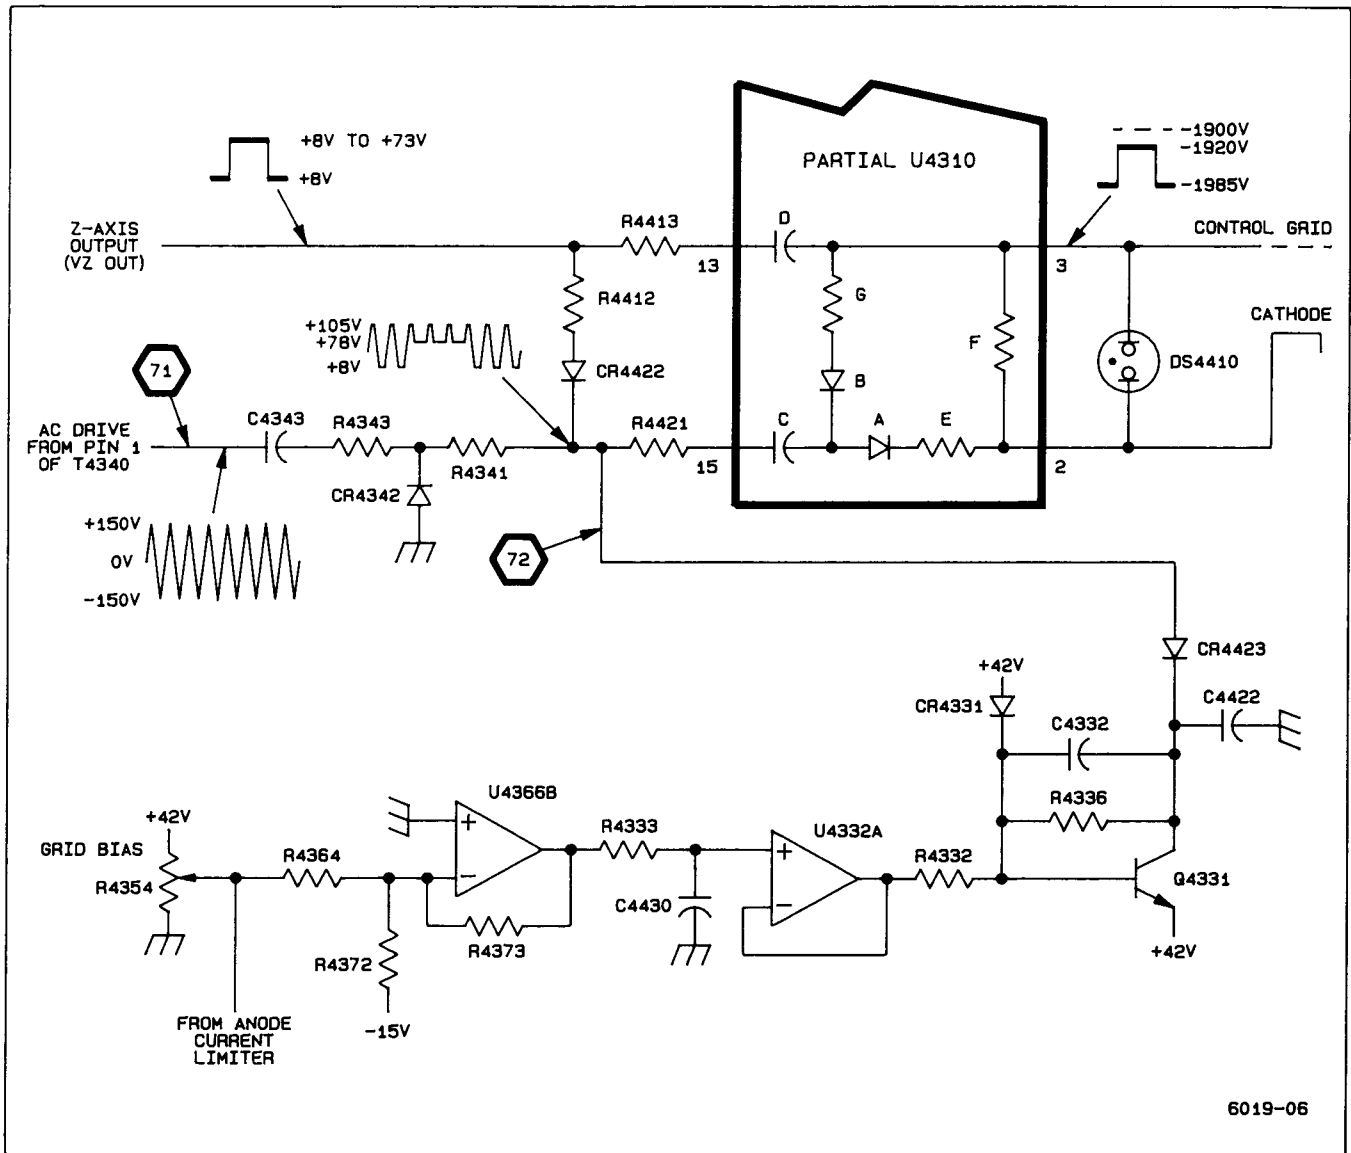 +8V TO +73V
+8V
Z-AXIS
OUTPUT
(VZ OUT)
R4413
13
D
PARTIAL U4310
-1900V
-1920V
-1985V
CONTROL GRID
3
R4412
G
F
+105V
+78V
+8V
CR4422
B
CATHODE
DS4410
71
AC DRIVE
FROM PIN 1
OF T4340
C4343
R4343
R4341
R4421
15
C
A
E
2
CR4342
+150V
0V
-150V
72
CR4423
+42V
CR4331
C4332
C4422
R4336
U4366B
+
-
R4333
U4332A
+
-
R4332
Q4331
+42V
+42V
GRID BIAS
R4354
R4364
C4430
R4373
R4372
-15V
FROM ANODE
CURRENT
LIMITER
6019-06